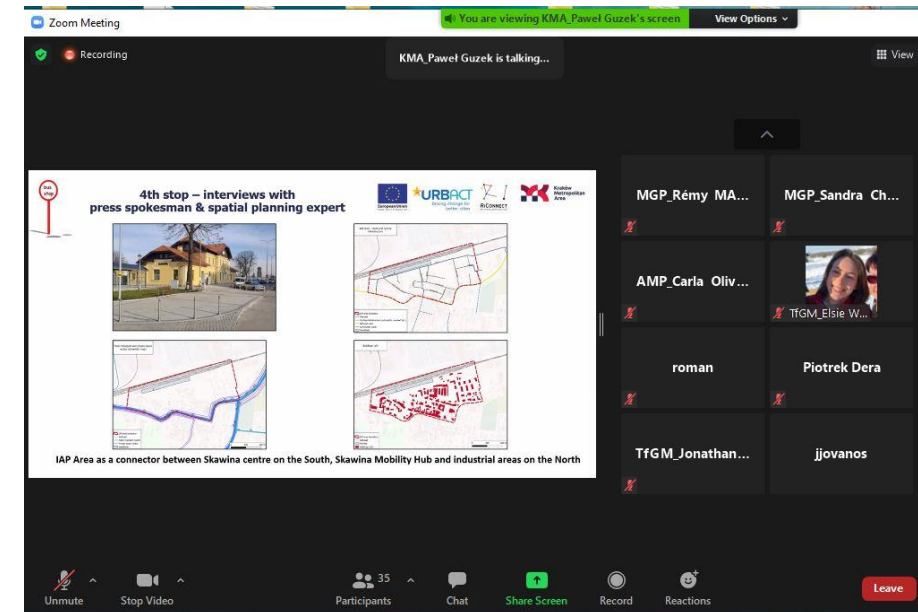 Zoom Meeting
You are viewing KMA_Paweł Guzek's screen
View Options
Recording
KMA_Paweł Guzek is talking...
View
bus
stop
4th stop – interviews with
press spokesman & spatial planning expert
European Union
URBACT
Driving change for
better cities
RiConnect
Kraków
Metropolitan
Area
IAP Area as a connector between Skawina centre on the South, Skawina Mobility Hub and industrial areas on the North
MGP_Rémy MA...
MGP_Sandra Ch...
AMP_Carla Oliv...
TfGM_Elsie W...
roman
Piotrek Dera
TfGM_Jonathan...
jjovanos
Unmute
Stop Video
35
Participants
Chat
Share Screen
Record
Reactions
Leave